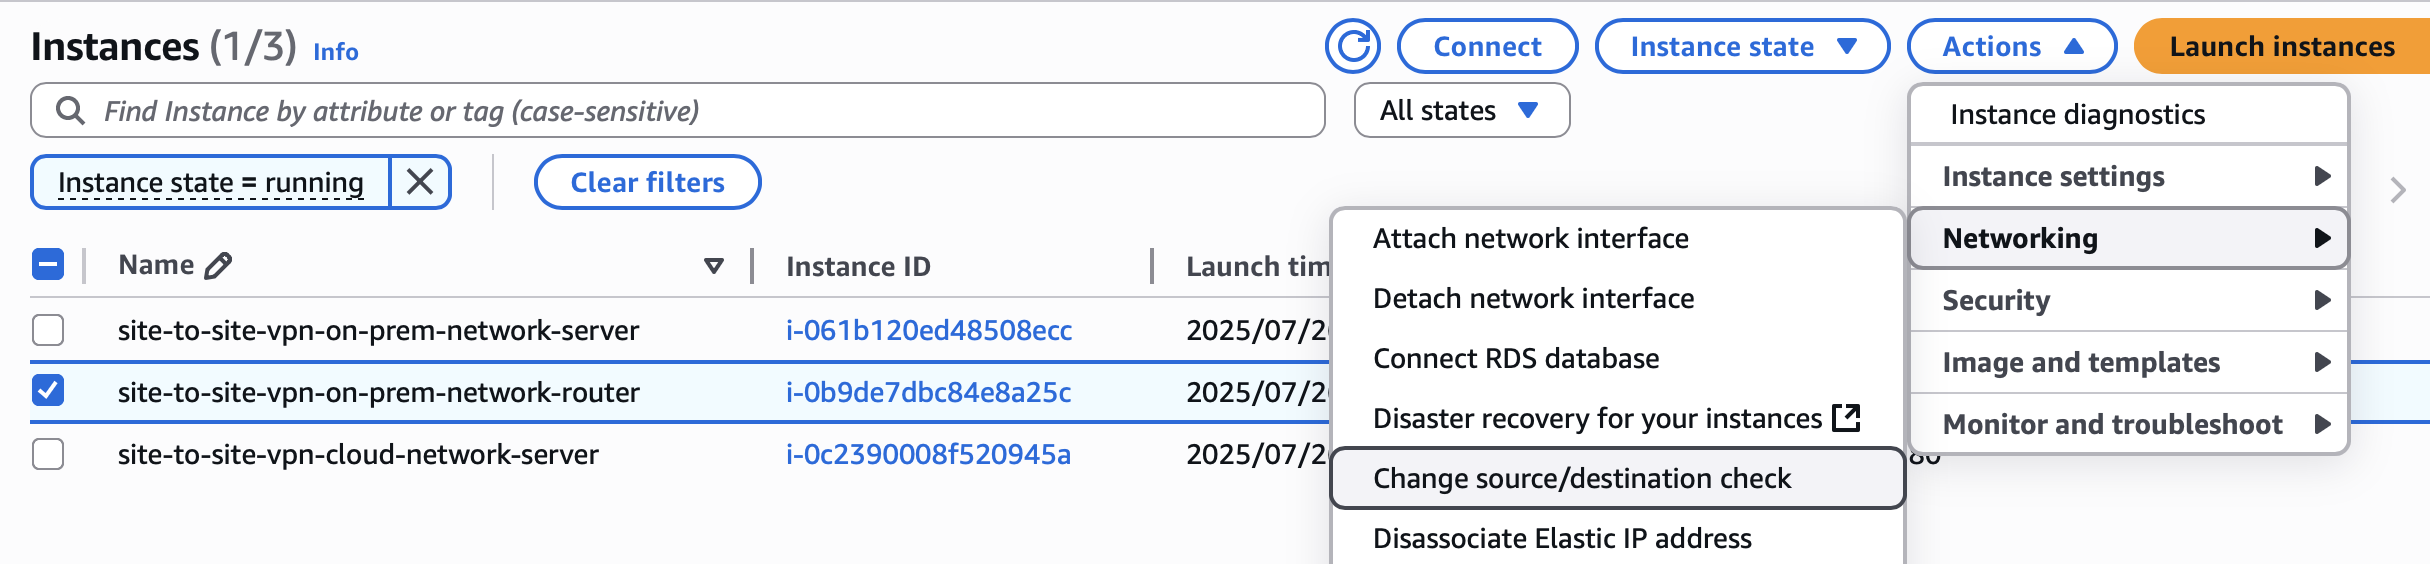 Instances (1/3) Info
Connect
Instance state
Actions
Launch instances
Find Instance by attribute or tag (case-sensitive)
All states
Instance state = running
Clear filters
Instance diagnostics
Instance settings
Networking
Security
Image and templates
Monitor and troubleshoot
Attach network interface
Detach network interface
Connect RDS database
Disaster recovery for your instances
Change source/destination check
Disassociate Elastic IP address
Name Instance ID Launch tim
site-to-site-vpn-on-prem-network-server i-061b120ed48508ecc 2025/07/2
site-to-site-vpn-on-prem-network-router i-0b9de7dbc84e8a25c 2025/07/2
site-to-site-vpn-cloud-network-server i-0c2390008f520945a 2025/07/2